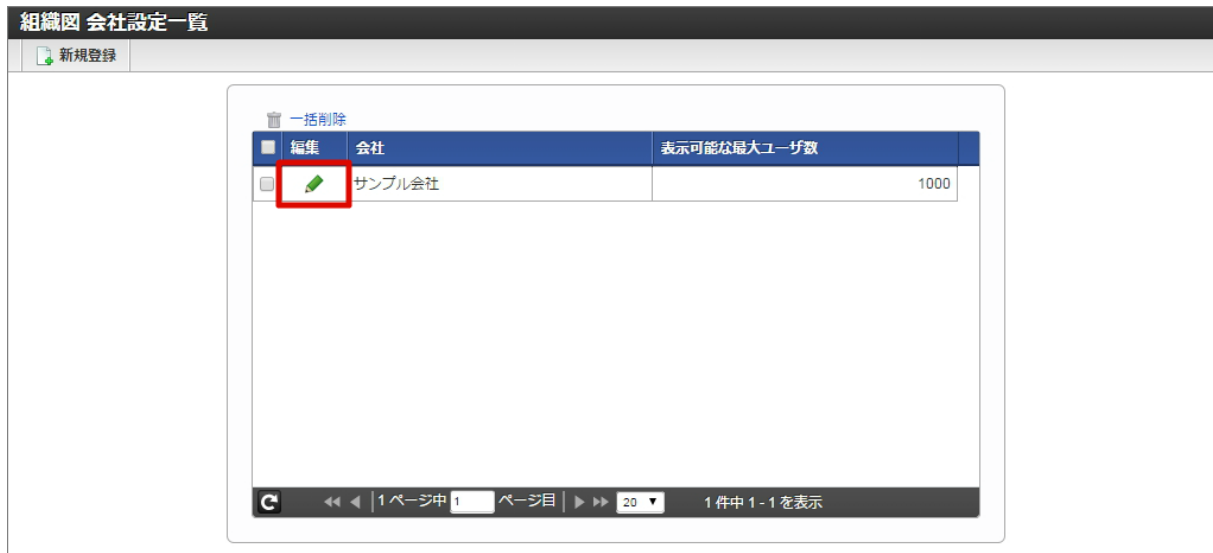 組織図 会社設定一覧
新規登録
一括削除
編集 会社 表示可能な最大ユーザ数
サンプル会社 1000
1 ページ中 1 ページ目 20 1 件中 1 - 1 を表示